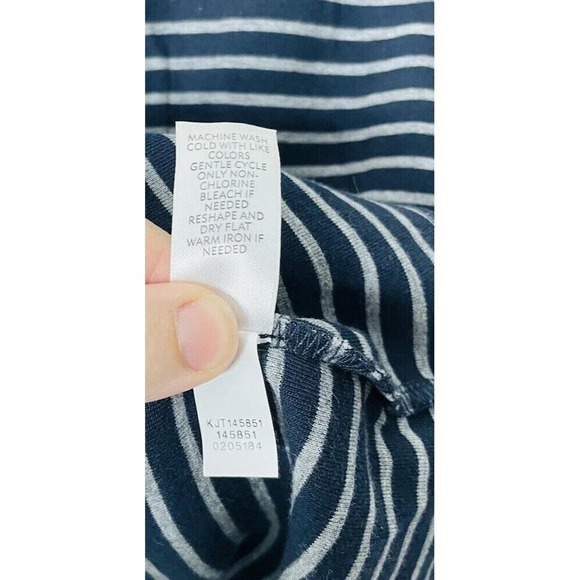 MACHINE WASH
COLD WITH LIKE
COLORS
GENTLE CYCLE
ONLY NON-
CHLORINE
BLEACH IF
NEEDED
RESHAPE AND
DRY FLAT
WARM IRON IF
NEEDED
KJT145851
145851
0205184